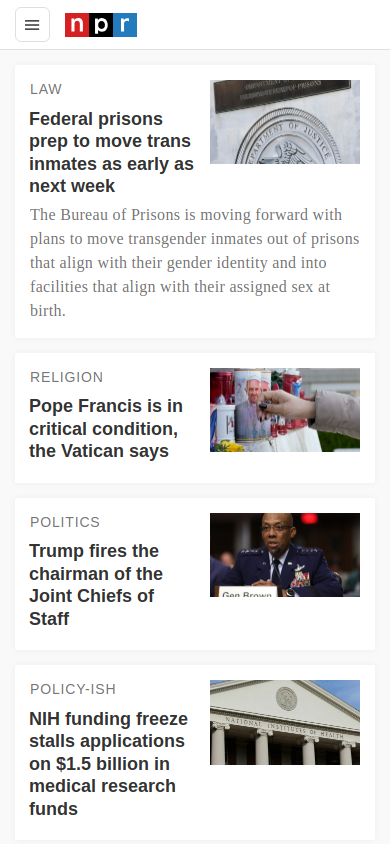 npr
LAW
Federal prisons
prep to move trans
inmates as early as
next week
DEPARTMENT OF JUSTICE
The Bureau of Prisons is moving forward with
plans to move transgender inmates out of prisons
that align with their gender identity and into
facilities that align with their assigned sex at
birth.
RELIGION
Pope Francis is in
critical condition,
the Vatican says
POLITICS
Trump fires the
chairman of the
Joint Chiefs of
Staff
Gen Brown
POLICY-ISH
NIH funding freeze
stalls applications
on $1.5 billion in
medical research
funds
NATIONAL INSTITUTES OF HEALTH